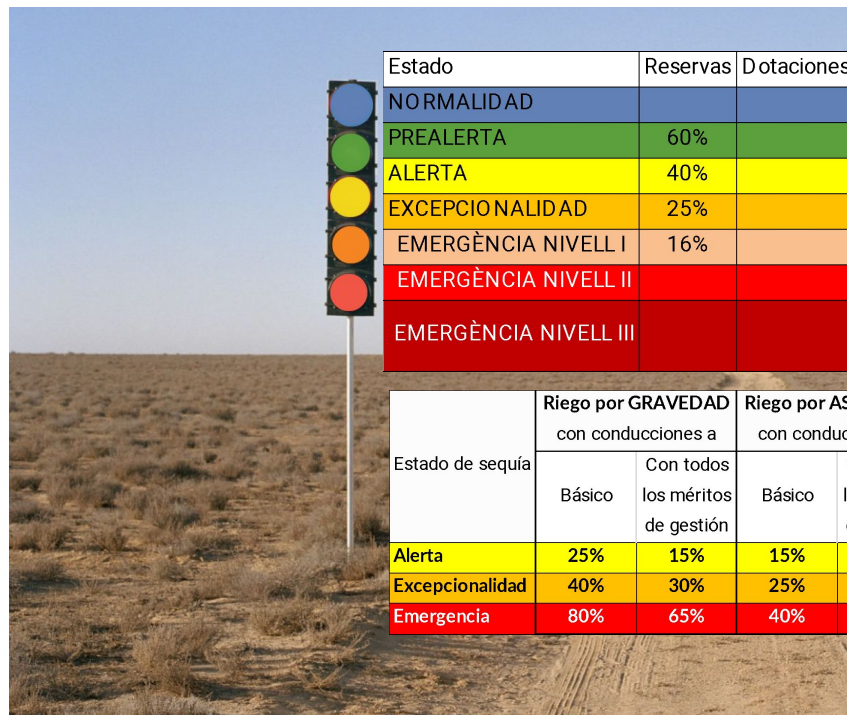 Estado Reservas Dotaciones
NORMALIDAD
PREALERTA 60%
ALERTA 40%
EXCEPCIONALIDAD 25%
EMERGÈNCIA NIVELL I 16%
EMERGÈNCIA NIVELL II
EMERGÈNCIA NIVELL III
Riego por GRAVEDAD Riego por AS
con conducciones a con conduc
Estado de sequía
Básico
Con todos
los méritos
de gestión
Básico
Alerta 25% 15% 15%
Excepcionalidad 40% 30% 25%
Emergencia 80% 65% 40%